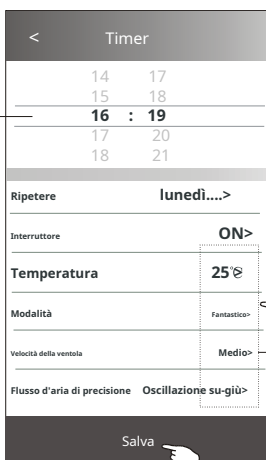 < Timer
14 17
15 18
16 : 19
17 20
18 21
Ripetere lunedì....>
Interruttore ON>
Temperatura 25℃>
Modalità Fantastico>
Velocità della ventola Medio>
Flusso d'aria di precisione Oscillazione su-giù>
Salva